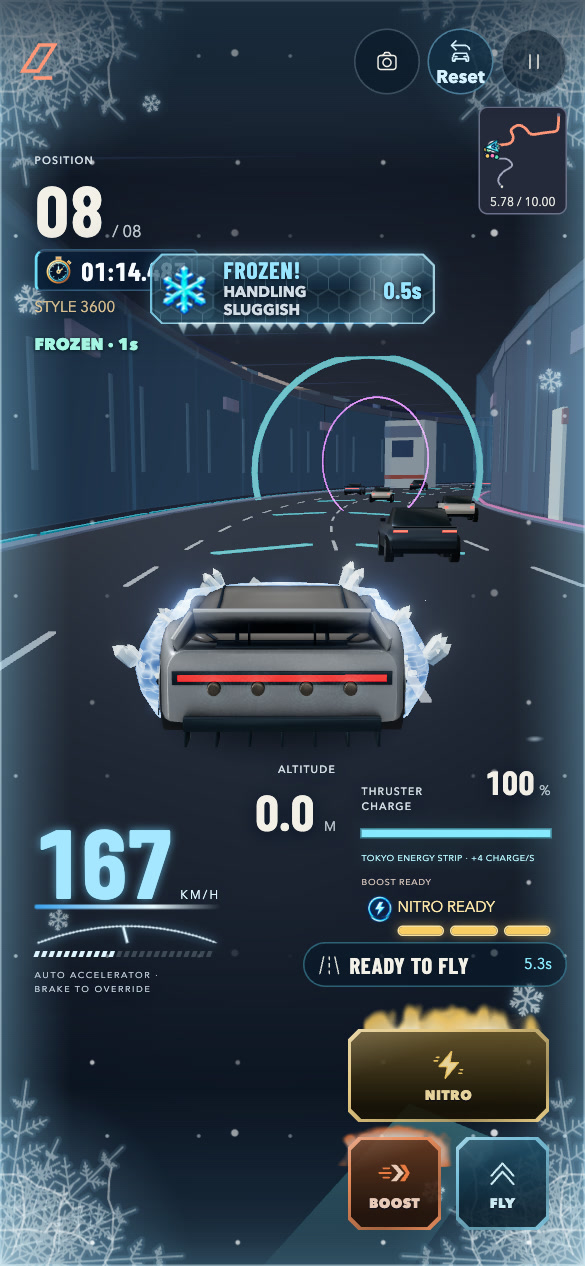 Reset
5.78 / 10.00
POSITION
08 / 08
01:14.
STYLE 3600
FROZEN!
HANDLING
SLUGGISH
0.5s
FROZEN · 1s
ALTITUDE
0.0 M
THRUSTER
CHARGE
100 %
TOKYO ENERGY STRIP · +4 CHARGE/S
BOOST READY
NITRO READY
167 KM/H
READY TO FLY
5.3s
AUTO ACCELERATOR ·
BRAKE TO OVERRIDE
NITRO
BOOST
FLY